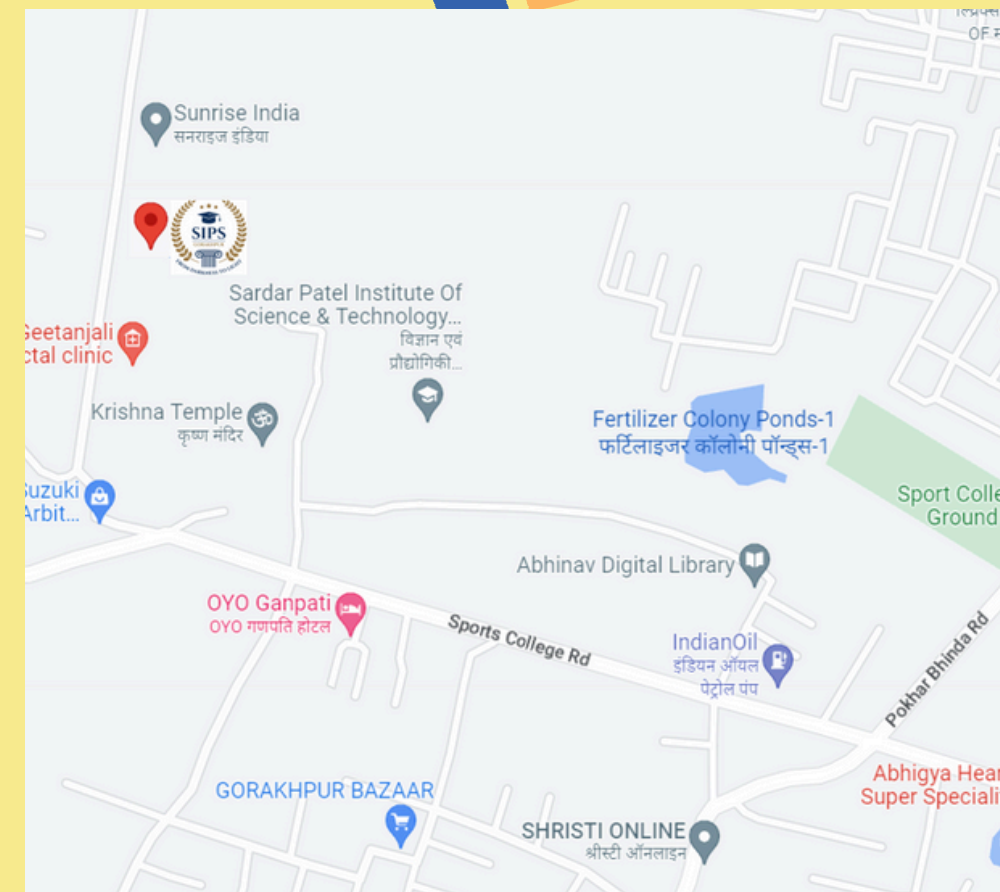 OF
Sunrise India
सनराइज इंडिया
SIPS
Sardar Patel Institute Of
Science & Technology...
विज्ञान एवं
प्रौद्योगिकी...
Geetanjali
ctal clinic
Krishna Temple
कृष्ण मंदिर
Fertilizer Colony Ponds-1
फर्टिलाइजर कॉलोनी पॉन्ड्स-1
Suzuki
Arbit...
Sport Colle
Ground
Abhinav Digital Library
OYO Ganpati
OYO गणपति होटल
Sports College Rd
IndianOil
इंडियन ऑयल
पेट्रोल पंप
Pokhar Bhinda Rd
Abhigya Hear
Super Speciali
GORAKHPUR BAZAAR
SHRISTI ONLINE
श्रीस्टी ऑनलाइन